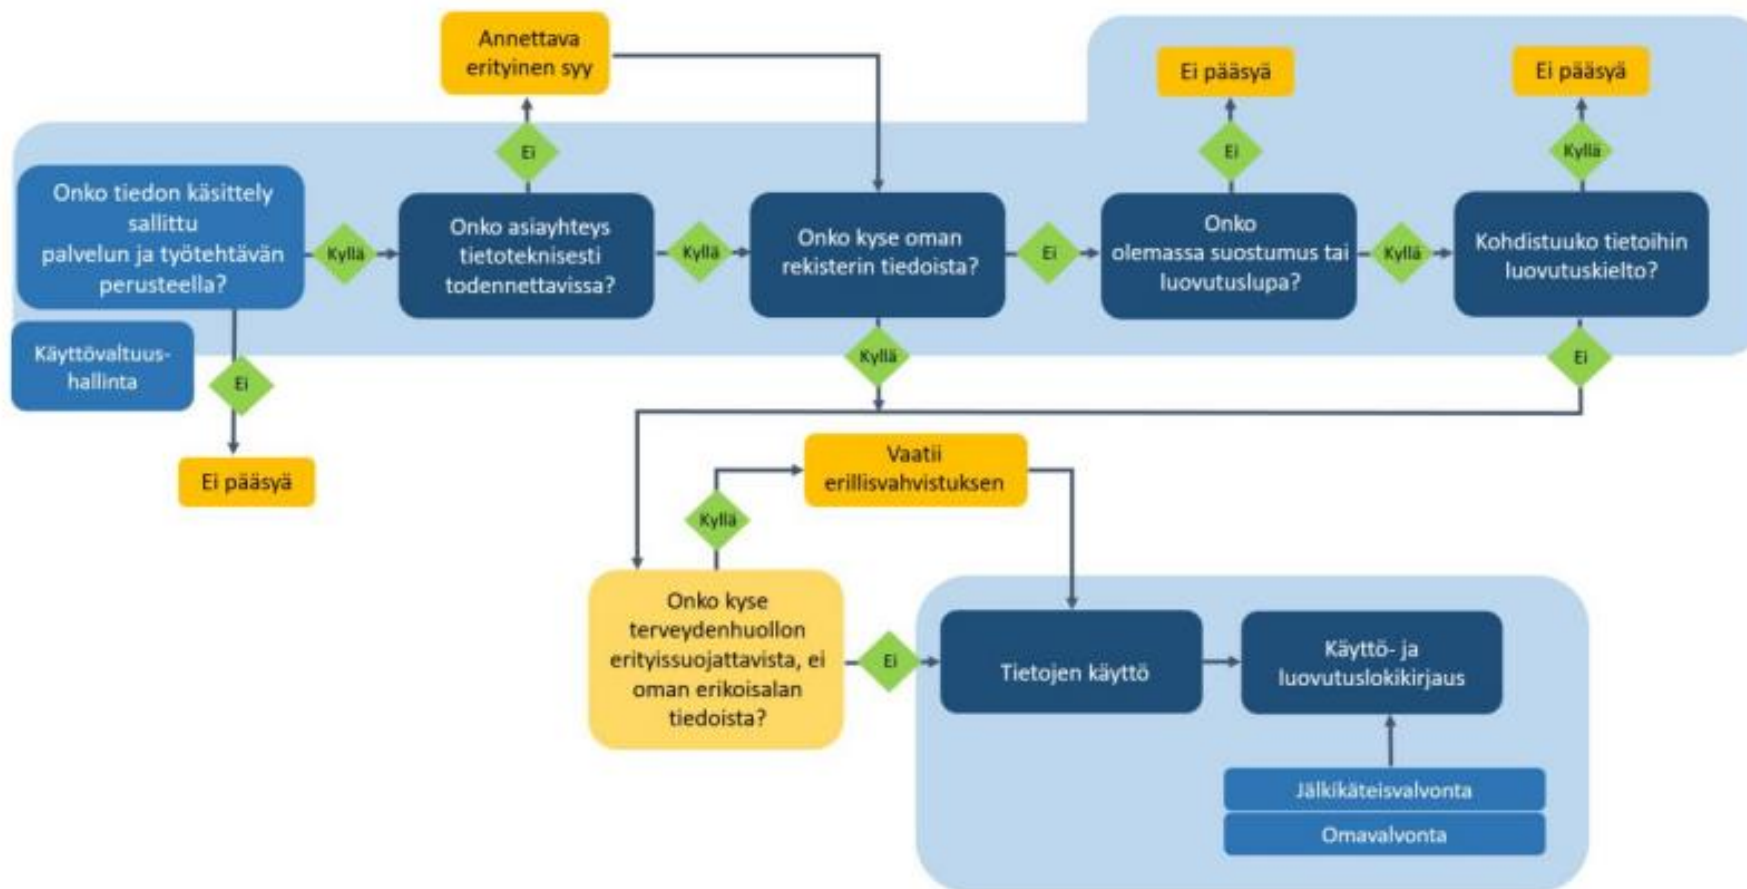 Annettava
erityinen syy
Ei pääsyä
Ei pääsyä
Ei
Ei
Kyllä
Onko tiedon käsittely
sallittu
palvelun ja työtehtävän
perusteella?
Kyllä
Onko asiayhteys
tietoteknisesti
todennettavissa?
Kyllä
Onko kyse oman
rekisterin tiedoista?
Ei
Onko
olemassa suostumus tai
luovutuslupa?
Kyllä
Kohdistuuko tietoihin
luovutuskielto?
Käyttövaltuus-
hallinta
Ei
Kyllä
Ei
Ei pääsyä
Vaatii
erillisvahvistuksen
Kyllä
Onko kyse
terveydenhuollon
erityissuojattavista, ei
oman erikoisalan
tiedoista?
Ei
Tietojen käyttö
Käyttö- ja
luovutuslokikirjaus
Jälkikäteisvalvonta
Omavalvonta